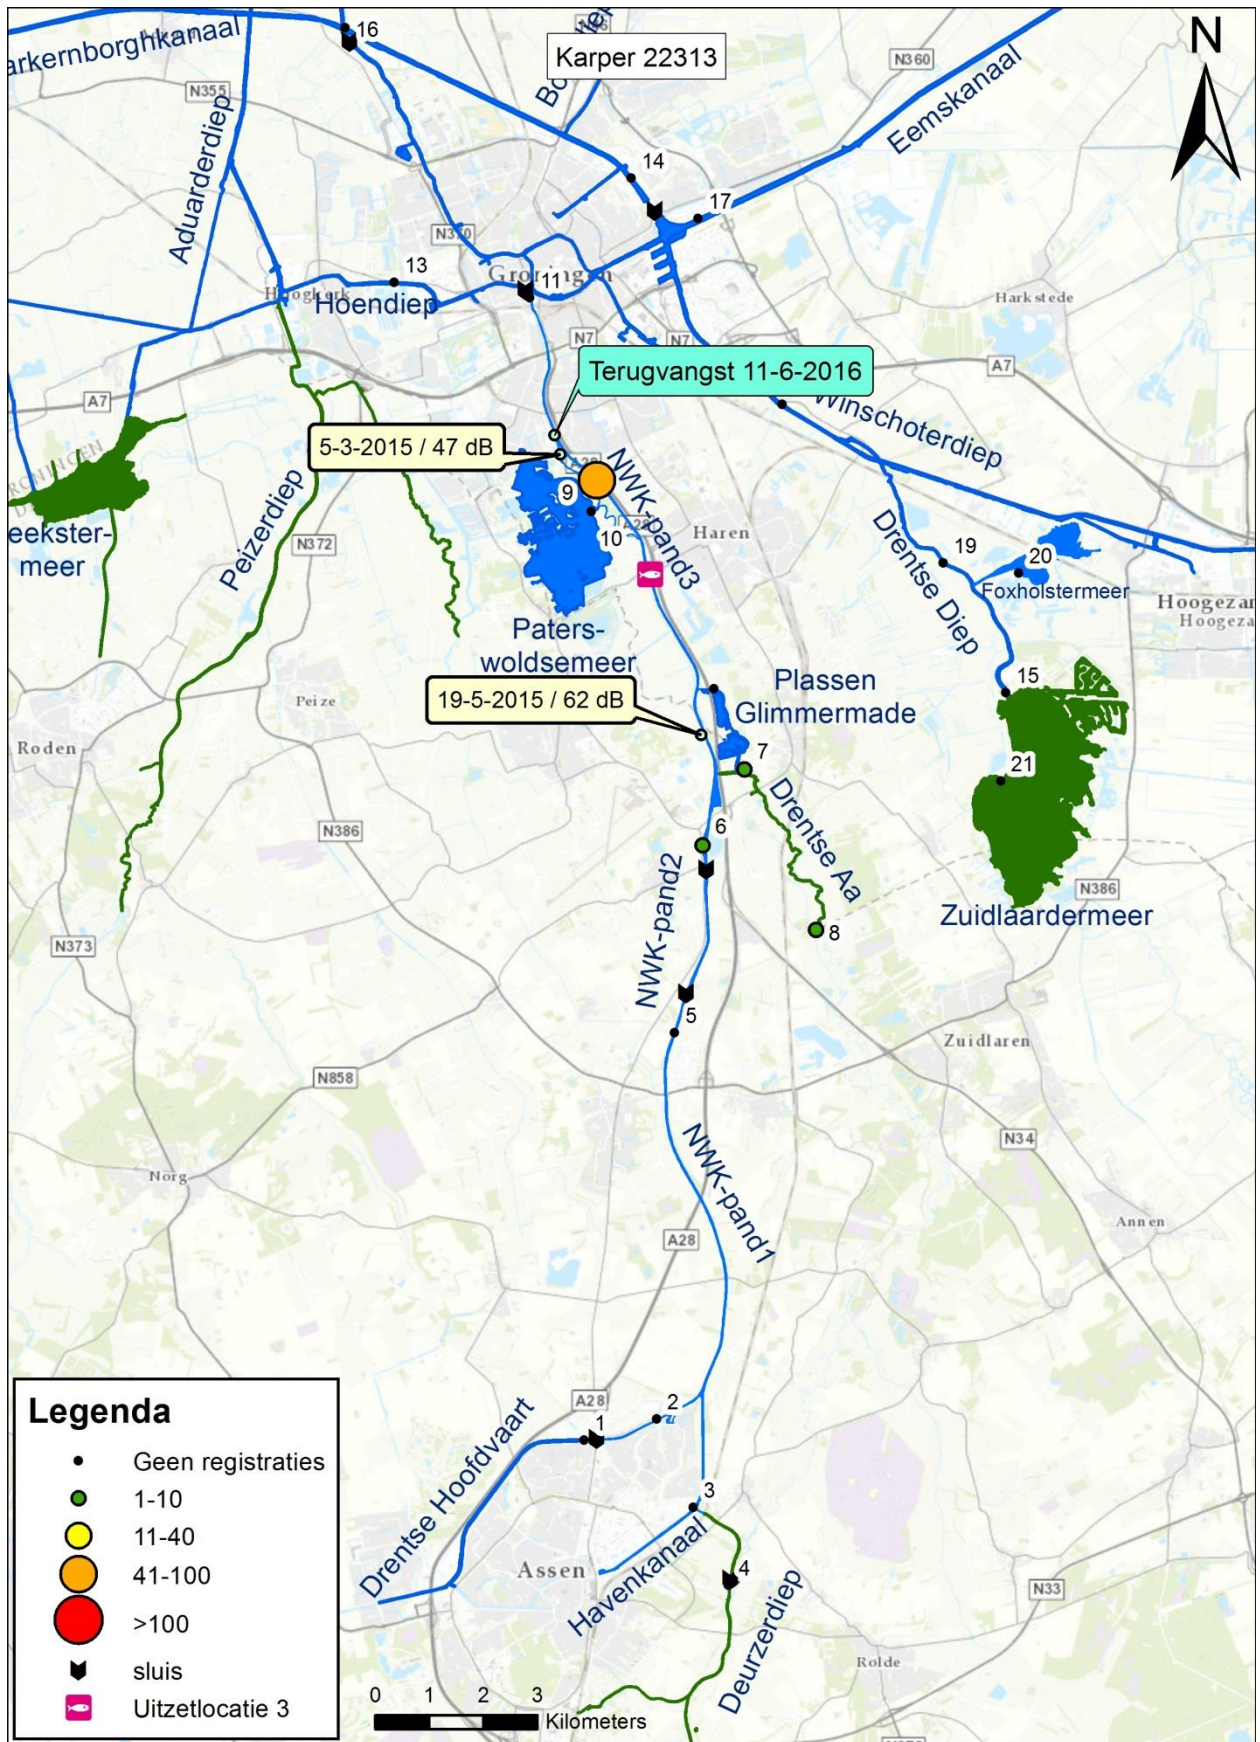 16
Karper 22313
N
arkernborghkanaal
N355
N360
Eemskanaal
Aduarderdiep
14
17
N370
13
Groningen
11
Hoogkerk
Hoendiep
Harkstede
N7
N7
A7
A7
Terugvangst 11-6-2016
Winschoterdiep
5-3-2015 / 47 dB
NWK-pand3
9
10
A28
Haren
eekster-
meer
Peizerdiep
N372
Drentse Diep
19
20
Foxholstermeer
Hoogezan
Hoogeza
Paters-
woldsemeer
Plassen
Glimmermade
15
19-5-2015 / 62 dB
Peize
Roden
7
21
Drentse Aa
N386
6
NWK-pand2
N386
Zuidlaardermeer
8
N373
5
Zuidlaren
N858
N34
NWK-pand1
Norg
Annen
A28
Legenda
Geen registraties
1-10
11-40
41-100
>100
sluis
Uitzetlocatie 3
A28
2
1
Drentse Hoofdvaart
3
Assen
Havenkanaal
4
N33
Deurzerdiep
Rolde
0 1 2 3
Kilometers